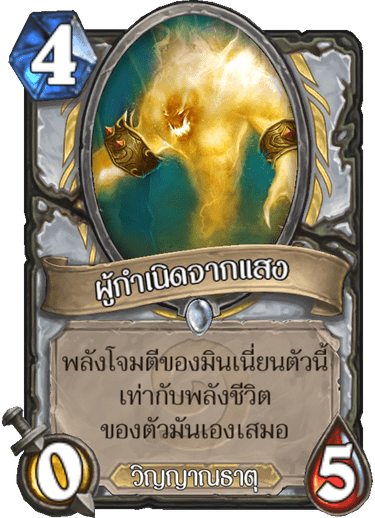 4
ผู้กำเนิดจากแสง
พลังโจมตีของมินเนี่ยนตัวนี้
เท่ากับพลังชีวิต
ของตัวมันเองเสมอ
0
วิญญาณธาตุ
5